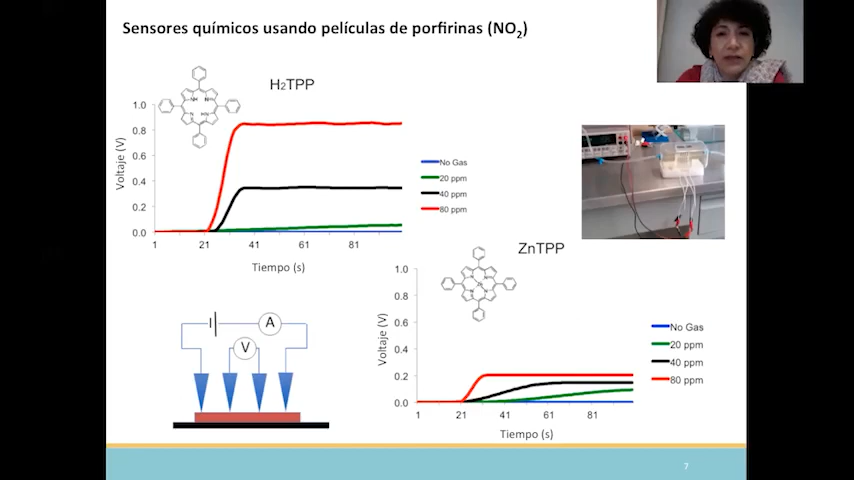 Sensores químicos usando películas de porfirinas (NO2)
H2TPP
Voltaje (V)
1.0
0.8
0.6
0.4
0.2
0.0
1
21
41
61
81
Tiempo (s)
No Gas
20 ppm
40 ppm
80 ppm
A
V
ZnTPP
Voltaje (V)
1.0
0.8
0.6
0.4
0.2
0.0
1
21
41
61
81
Tiempo (s)
No Gas
20 ppm
40 ppm
80 ppm
7